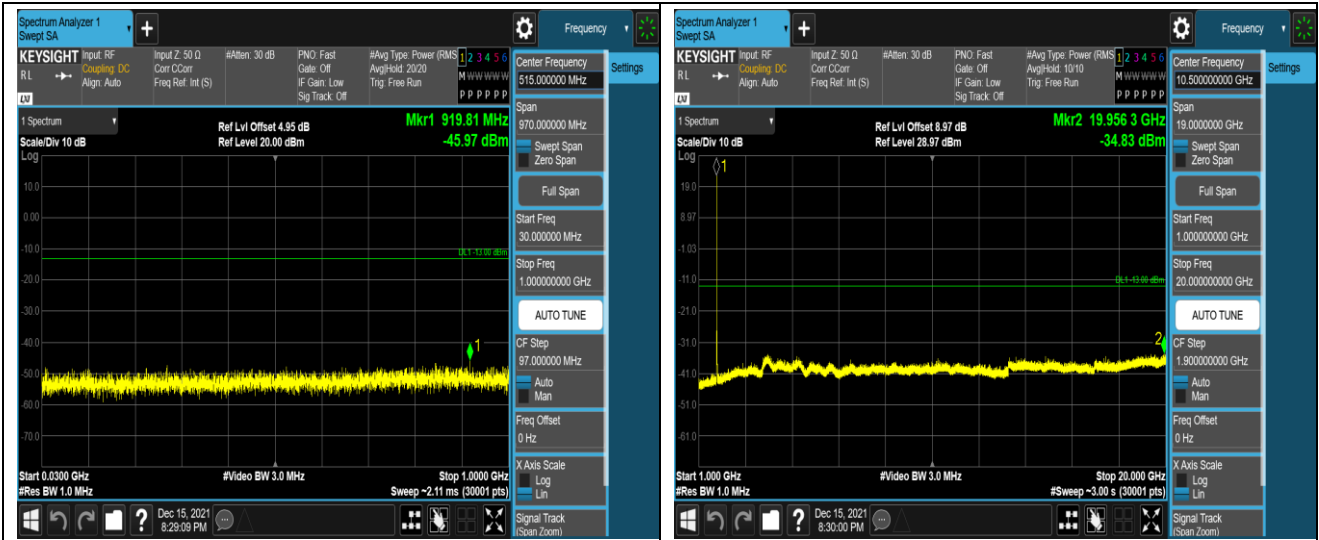 Spectrum Analyzer 1
Swept SA
+
Frequency
KEYSIGHT
RL
LXI
Input: RF
Coupling: DC
Align: Auto
Input Z: 50 Ω
Corr CCorr
Freq Ref: Int (S)
#Atten: 30 dB
PNO: Fast
Gate: Off
IF Gain: Low
Sig Track: Off
#Avg Type: Power (RMS
Avg|Hold: 20/20
Trig: Free Run
1 2 3 4 5 6
M W W W W W
P P P P P P
1 Spectrum
Scale/Div 10 dB
Log
Ref Lvl Offset 4.95 dB
Ref Level 20.00 dBm
Mkr1 919.81 MHz
-45.97 dBm
10.0
0.00
-10.0
DL1 -13.00 dBm
-20.0
-30.0
-40.0
1
-50.0
-60.0
-70.0
Start 0.0300 GHz
#Res BW 1.0 MHz
#Video BW 3.0 MHz
Stop 1.0000 GHz
Sweep ~2.11 ms (30001 pts)
Dec 15, 2021
8:29:09 PM
Center Frequency
515.000000 MHz
Settings
Span
970.000000 MHz
Swept Span
Zero Span
Full Span
Start Freq
30.000000 MHz
Stop Freq
1.000000000 GHz
AUTO TUNE
CF Step
97.000000 MHz
Auto
Man
Freq Offset
0 Hz
X Axis Scale
Log
Lin
Signal Track
(Span Zoom)
Spectrum Analyzer 1
Swept SA
+
Frequency
KEYSIGHT
RL
LXI
Input: RF
Coupling: DC
Align: Auto
Input Z: 50 Ω
Corr CCorr
Freq Ref: Int (S)
#Atten: 30 dB
PNO: Fast
Gate: Off
IF Gain: Low
Sig Track: Off
#Avg Type: Power (RMS
Avg|Hold: 10/10
Trig: Free Run
1 2 3 4 5 6
M W W W W W
P P P P P P
1 Spectrum
Scale/Div 10 dB
Log
Ref Lvl Offset 8.97 dB
Ref Level 28.97 dBm
Mkr2 19.956 3 GHz
-34.83 dBm
1
19.0
8.97
-1.03
-11.0
DL1 -13.00 dBm
-21.0
-31.0
2
-41.0
-51.0
-61.0
Start 1.000 GHz
#Res BW 1.0 MHz
#Video BW 3.0 MHz
Stop 20.000 GHz
#Sweep ~3.00 s (30001 pts)
Dec 15, 2021
8:30:00 PM
Center Frequency
10.500000000 GHz
Settings
Span
19.0000000 GHz
Swept Span
Zero Span
Full Span
Start Freq
1.000000000 GHz
Stop Freq
20.000000000 GHz
AUTO TUNE
CF Step
1.900000000 GHz
Auto
Man
Freq Offset
0 Hz
X Axis Scale
Log
Lin
Signal Track
(Span Zoom)